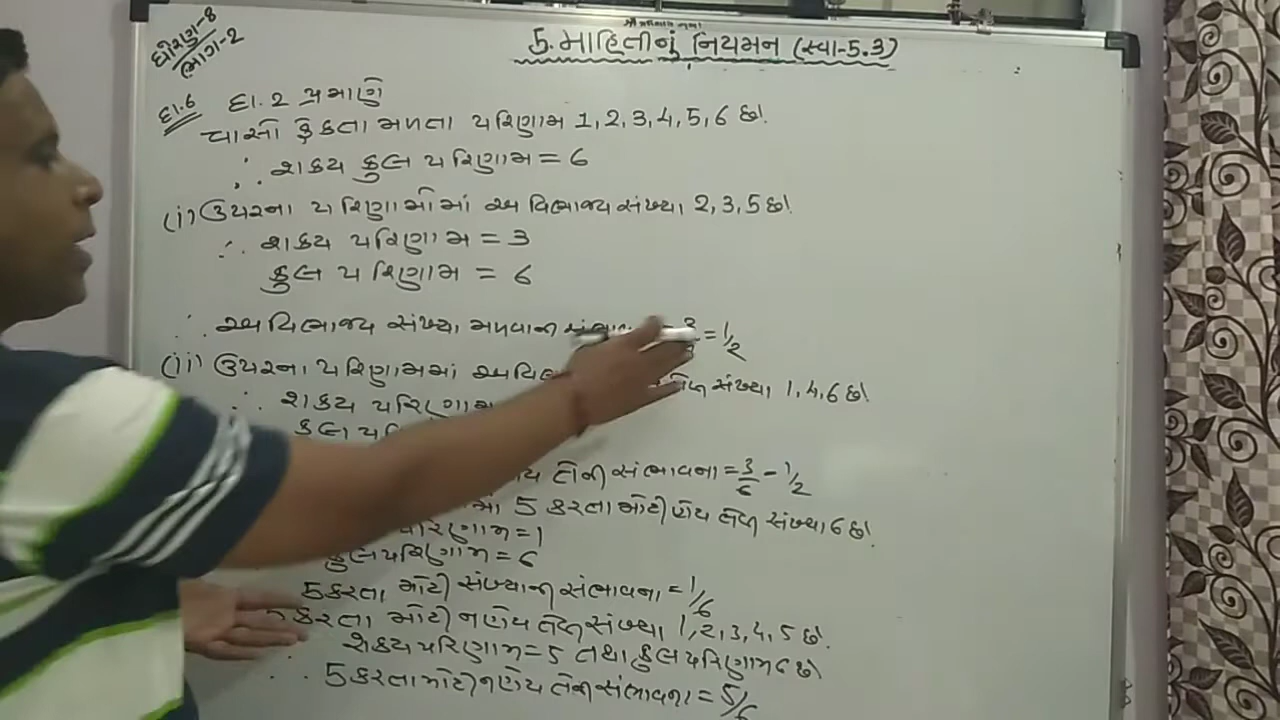 ધોરણ-8
ભાગ-2
5. માહિતીનું નિયમન (સ્વા-5.3)
દા.6 દા.2 પ્રમાણે
પાસો ફેંકતા મળતા પરિણામ 1,2,3,4,5,6 છે.
∴ શક્ય કુલ પરિણામ = 6
(i) ઉપરના પરિણામોમાં અવિભાજ્ય સંખ્યા 2,3,5 છે.
∴ શક્ય પરિણામ = 3
કુલ પરિણામ = 6
∴ અવિભાજ્ય સંખ્યા મળવાની = 1/2
(ii) ઉપરના પરિણામમાં સંખ્યા 1,4,6 છે.
∴ શક્ય પરિણામ
કુલ
તેની સંભાવના = 3/6 = 1/2
5 કરતા મોટી હોય તેવી સંખ્યા 6 છે.
પરિણામ = 1
કુલ પરિણામ = 6
5 કરતા મોટી સંખ્યાની સંભાવના = 1/6
કરતા મોટી ન હોય તેવી સંખ્યા 1,2,3,4,5 છે.
શક્ય પરિણામ = 5 તથા કુલ પરિણામ 6 છે
∴ 5 કરતા મોટી ન હોય તેની સંભાવના = 5/6